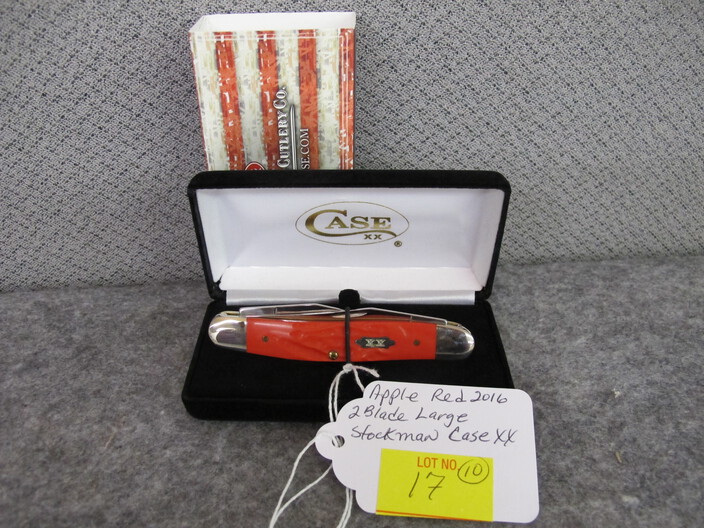 CUTLERY CO.
SE.COM
CASE
XX
®
XX
Apple Red 2016
2 Blade Large
Stockman Case XX
LOT NO. 10
17